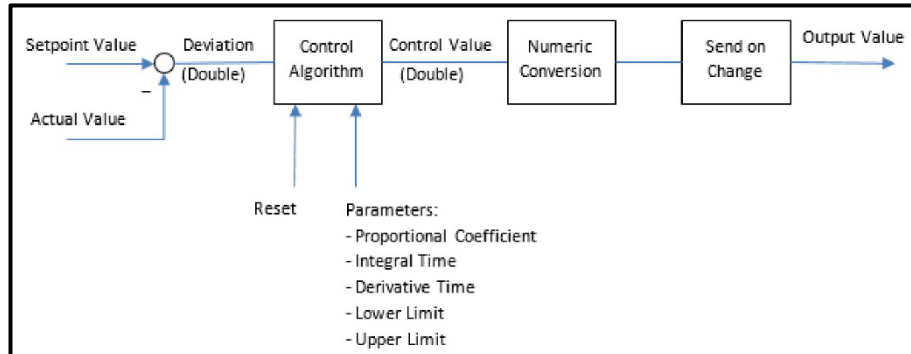 Setpoint Value
Deviation
(Double)
Control
Algorithm
Control Value
(Double)
Numeric
Conversion
Send on
Change
Output Value
–
Actual Value
Reset
Parameters:
- Proportional Coefficient
- Integral Time
- Derivative Time
- Lower Limit
- Upper Limit